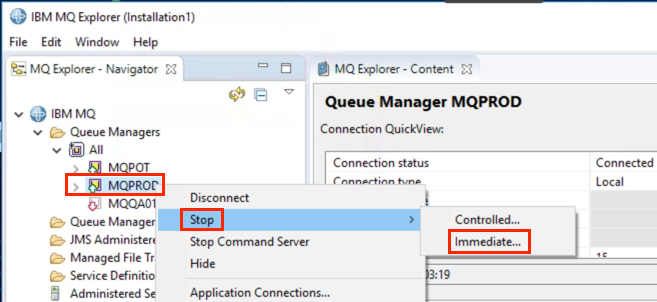 IBM MQ Explorer (Installation1)
File Edit Window Help
MQ Explorer - Navigator
MQ Explorer - Content
IBM MQ
Queue Managers
All
MQPOT
MQPROD
MQQA01
Queue Manager
JMS Administere
Managed File Tra
Service Definitio
Administered Se
Disconnect
Stop
Stop Command Server
Hide
Application Connections...
Controlled...
Immediate...
Queue Manager MQPROD
Connection QuickView:
Connection status Connected
Connection type Local
15
03:19